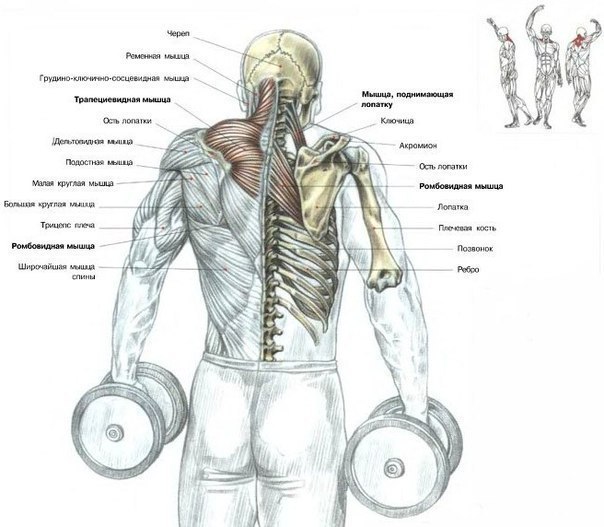 Череп
Ременная мышца
Грудино-ключично-сосцевидная мышца
Трапециевидная мышца
Ость лопатки
/Дельтовидная мышца
Подостная мышца
Малая круглая мышца
Большая круглая мышца
Трицепс плеча
Ромбовидная мышца
Широчайшая мышца
спины
Мышца, поднимающая
лопатку
Ключица
Акромион
Ость лопатки
Ромбовидная мышца
Лопатка
Плечевая кость
Позвонок
Ребро